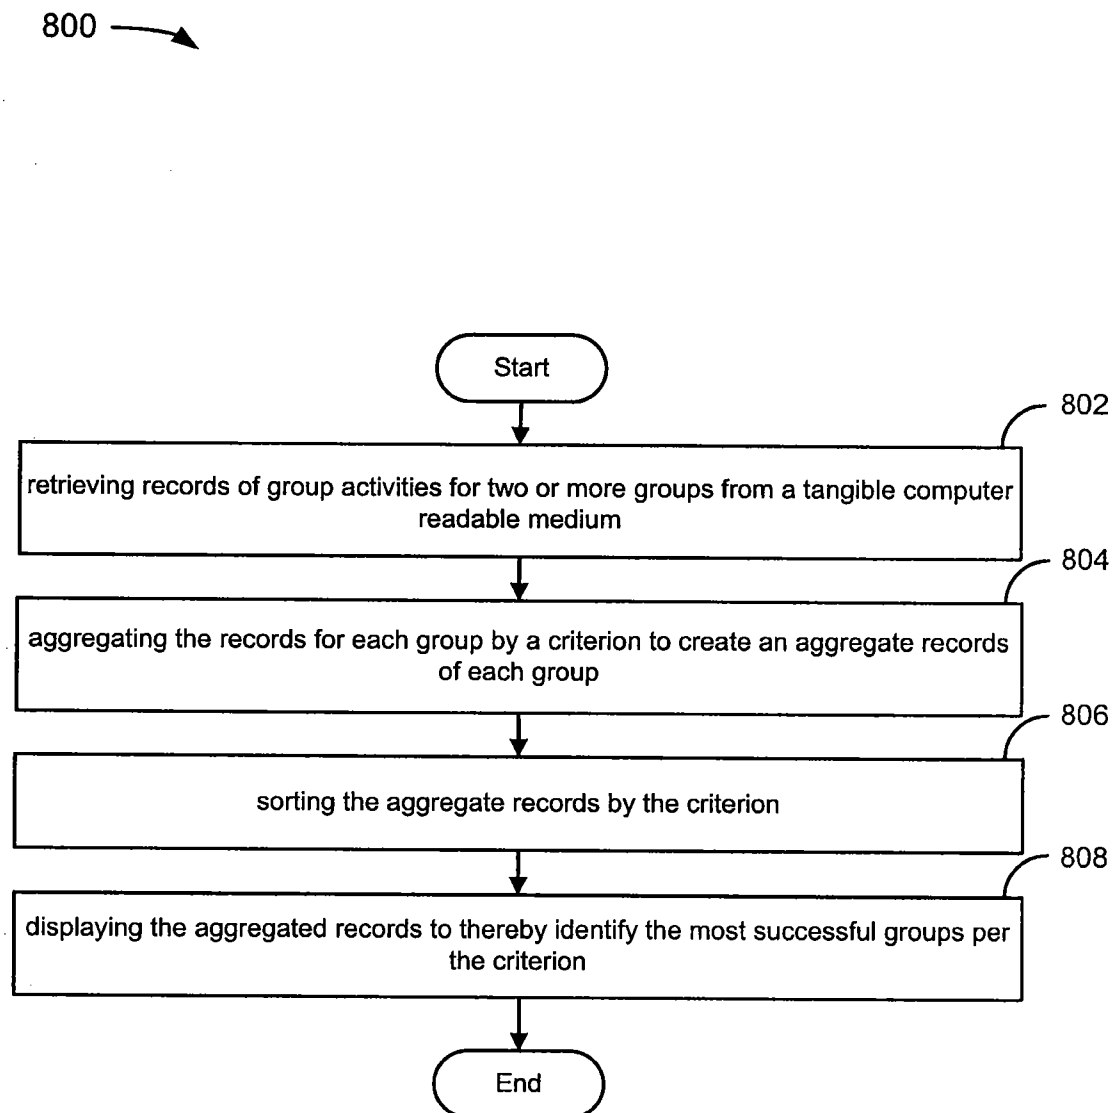 800
Start
802
retrieving records of group activities for two or more groups from a tangible computer
readable medium
804
aggregating the records for each group by a criterion to create an aggregate records
of each group
806
sorting the aggregate records by the criterion
808
displaying the aggregated records to thereby identify the most successful groups per
the criterion
End